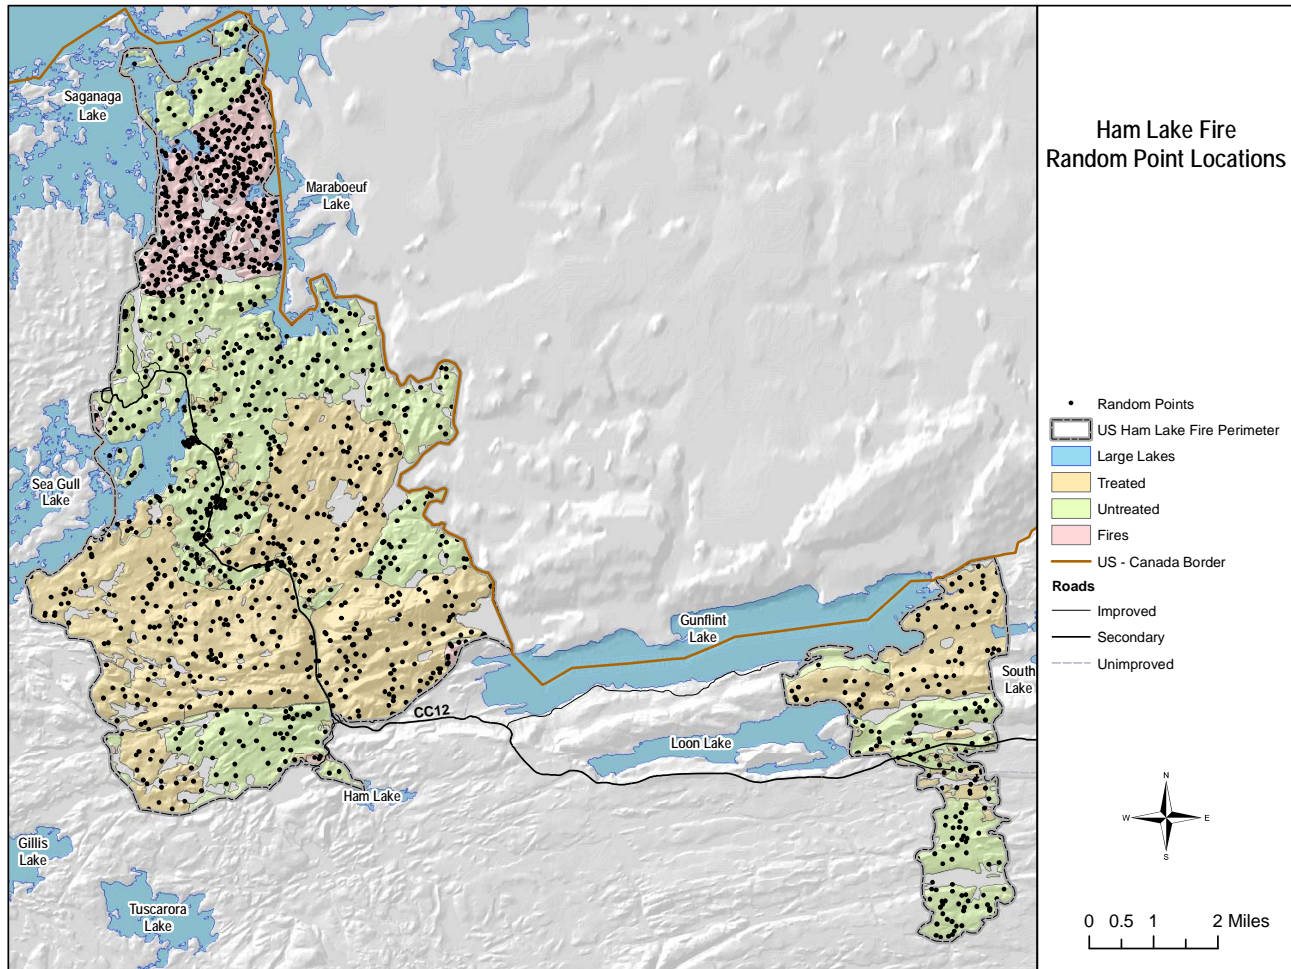 Ham Lake Fire
Random Point Locations
Saganaga
Lake
Maraboeuf
Lake
Sea Gull
Lake
Gunflint
Lake
South
Lake
CC12
Loon Lake
Ham Lake
Gillis
Lake
Tuscarora
Lake
Random Points
US Ham Lake Fire Perimeter
Large Lakes
Treated
Untreated
Fires
US - Canada Border
Roads
Improved
Secondary
Unimproved
N
W
E
S
0 0.5 1 2 Miles